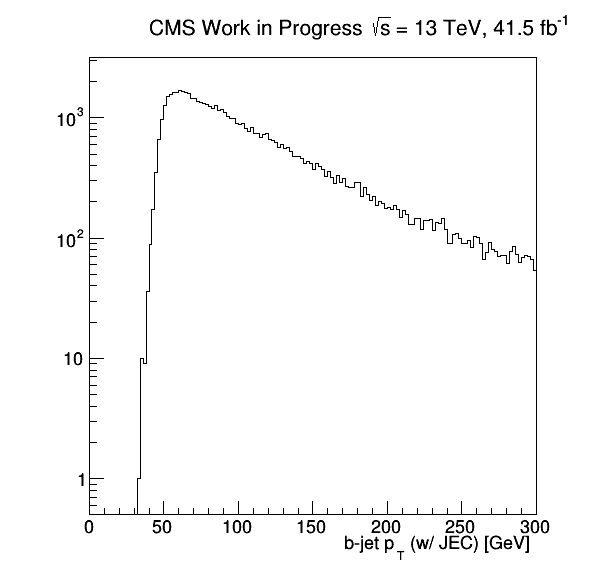 CMS Work in Progress √s = 13 TeV, 41.5 fb⁻¹
10³
10²
10
1
0 50 100 150 200 250 300
b-jet p_T (w/ JEC) [GeV]